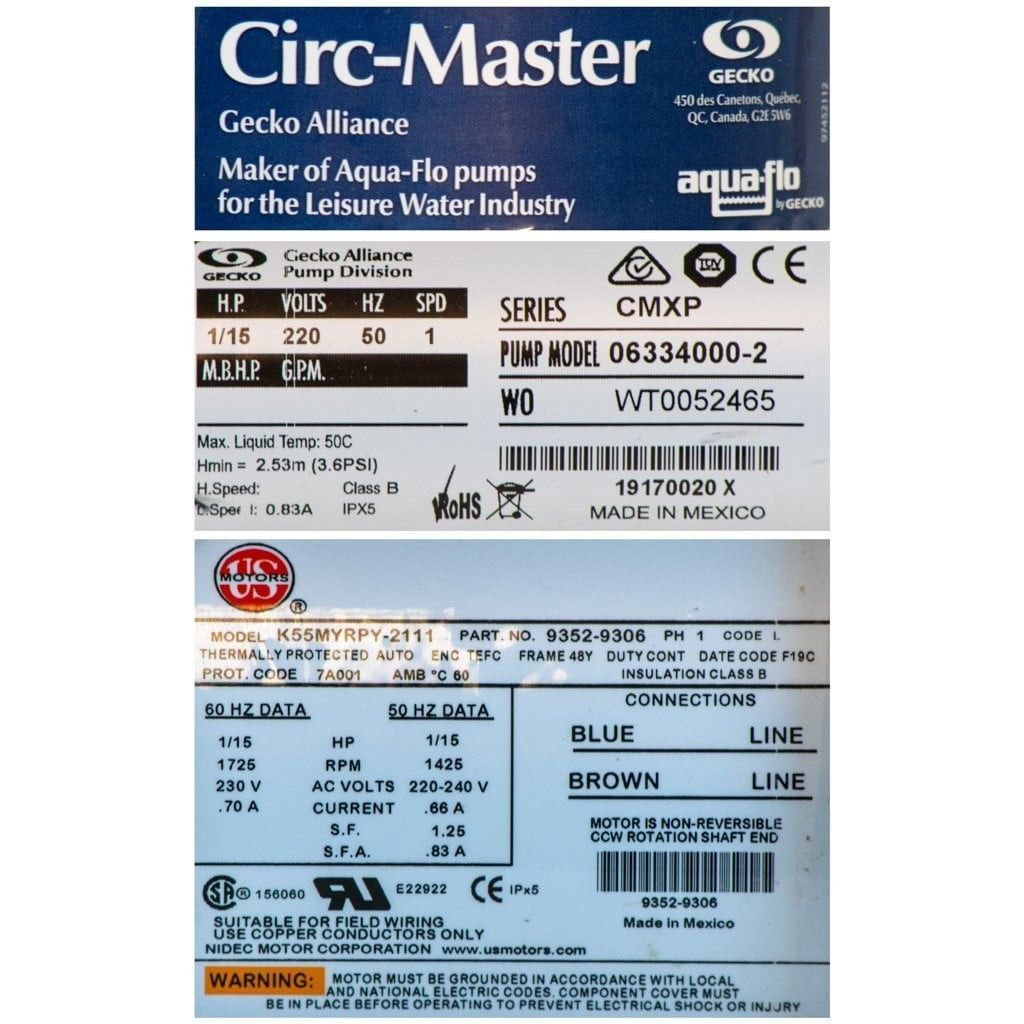 Circ-Master
GECKO
450 des Canetons, Québec,
QC, Canada, G2E 5W6
97452112
Gecko Alliance
Maker of Aqua-Flo pumps
for the Leisure Water Industry
aqua-flo
by GECKO
GECKO
Gecko Alliance
Pump Division
H.P. VOLTS HZ SPD
1/15 220 50 1
M.B.H.P. G.P.M.
Max. Liquid Temp: 50C
Hmin = 2.53m (3.6PSI)
H.Speed: Class B
0.83A IPX5
RoHS
TUV
CE
SERIES CMXP
PUMP MODEL 06334000-2
WO WT0052465
19170020 X
MADE IN MEXICO
US
MOTORS
®
MODEL K55MYRPY-2111 PART. NO. 9352-9306 PH 1 CODE L
THERMALLY PROTECTED AUTO ENC TEFC FRAME 48Y DUTY CONT DATE CODE F19C
PROT. CODE 7A001 AMB °C 60 INSULATION CLASS B
60 HZ DATA 50 HZ DATA
1/15 HP 1/15
1725 RPM 1425
230 V AC VOLTS 220-240 V
.70 A CURRENT .66 A
S.F. 1.25
S.F.A. .83 A
CONNECTIONS
BLUE LINE
BROWN LINE
MOTOR IS NON-REVERSIBLE
CCW ROTATION SHAFT END
9352-9306
Made in Mexico
® 156060 E22922 CE IPx5
SUITABLE FOR FIELD WIRING
USE COPPER CONDUCTORS ONLY
NIDEC MOTOR CORPORATION www.usmotors.com
WARNING: MOTOR MUST BE GROUNDED IN ACCORDANCE WITH LOCAL
AND NATIONAL ELECTRIC CODES. COMPONENT COVER MUST
BE IN PLACE BEFORE OPERATING TO PREVENT ELECTRICAL SHOCK OR INJURY